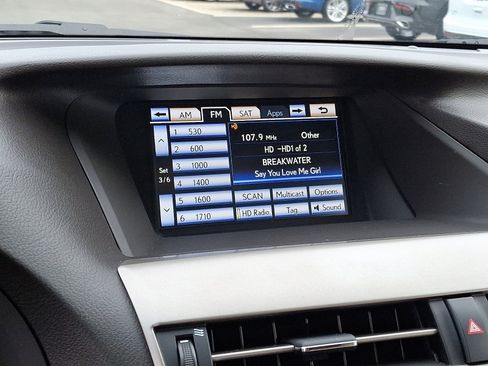 AM FM SAT Apps
1 530
2 600
Set
3/6
3 1000
4 1400
5 1600
6 1710
107.9 MHz Other
HD -HD1 of 2
BREAKWATER
Say You Love Me Girl
SCAN Multicast Options
HD Radio Tag Sound